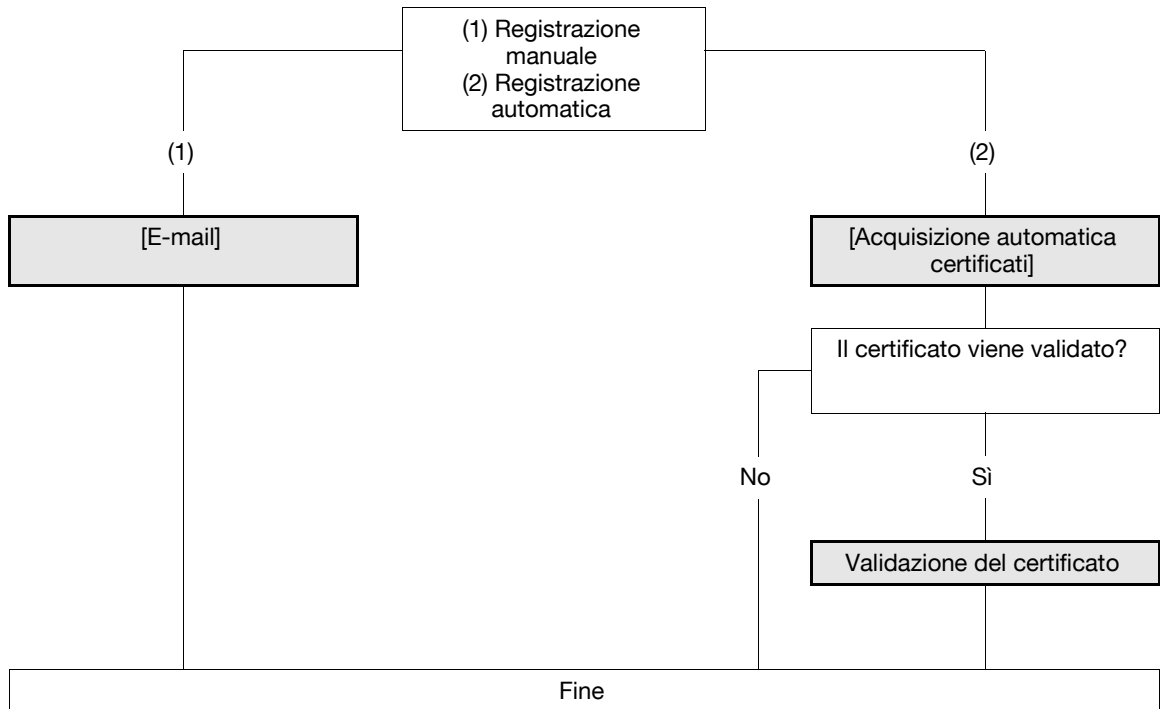 (1) Registrazione
manuale
(2) Registrazione
automatica
(1)
(2)
[E-mail]
[Acquisizione automatica
certificati]
Il certificato viene validato?
No
Sì
Validazione del certificato
Fine